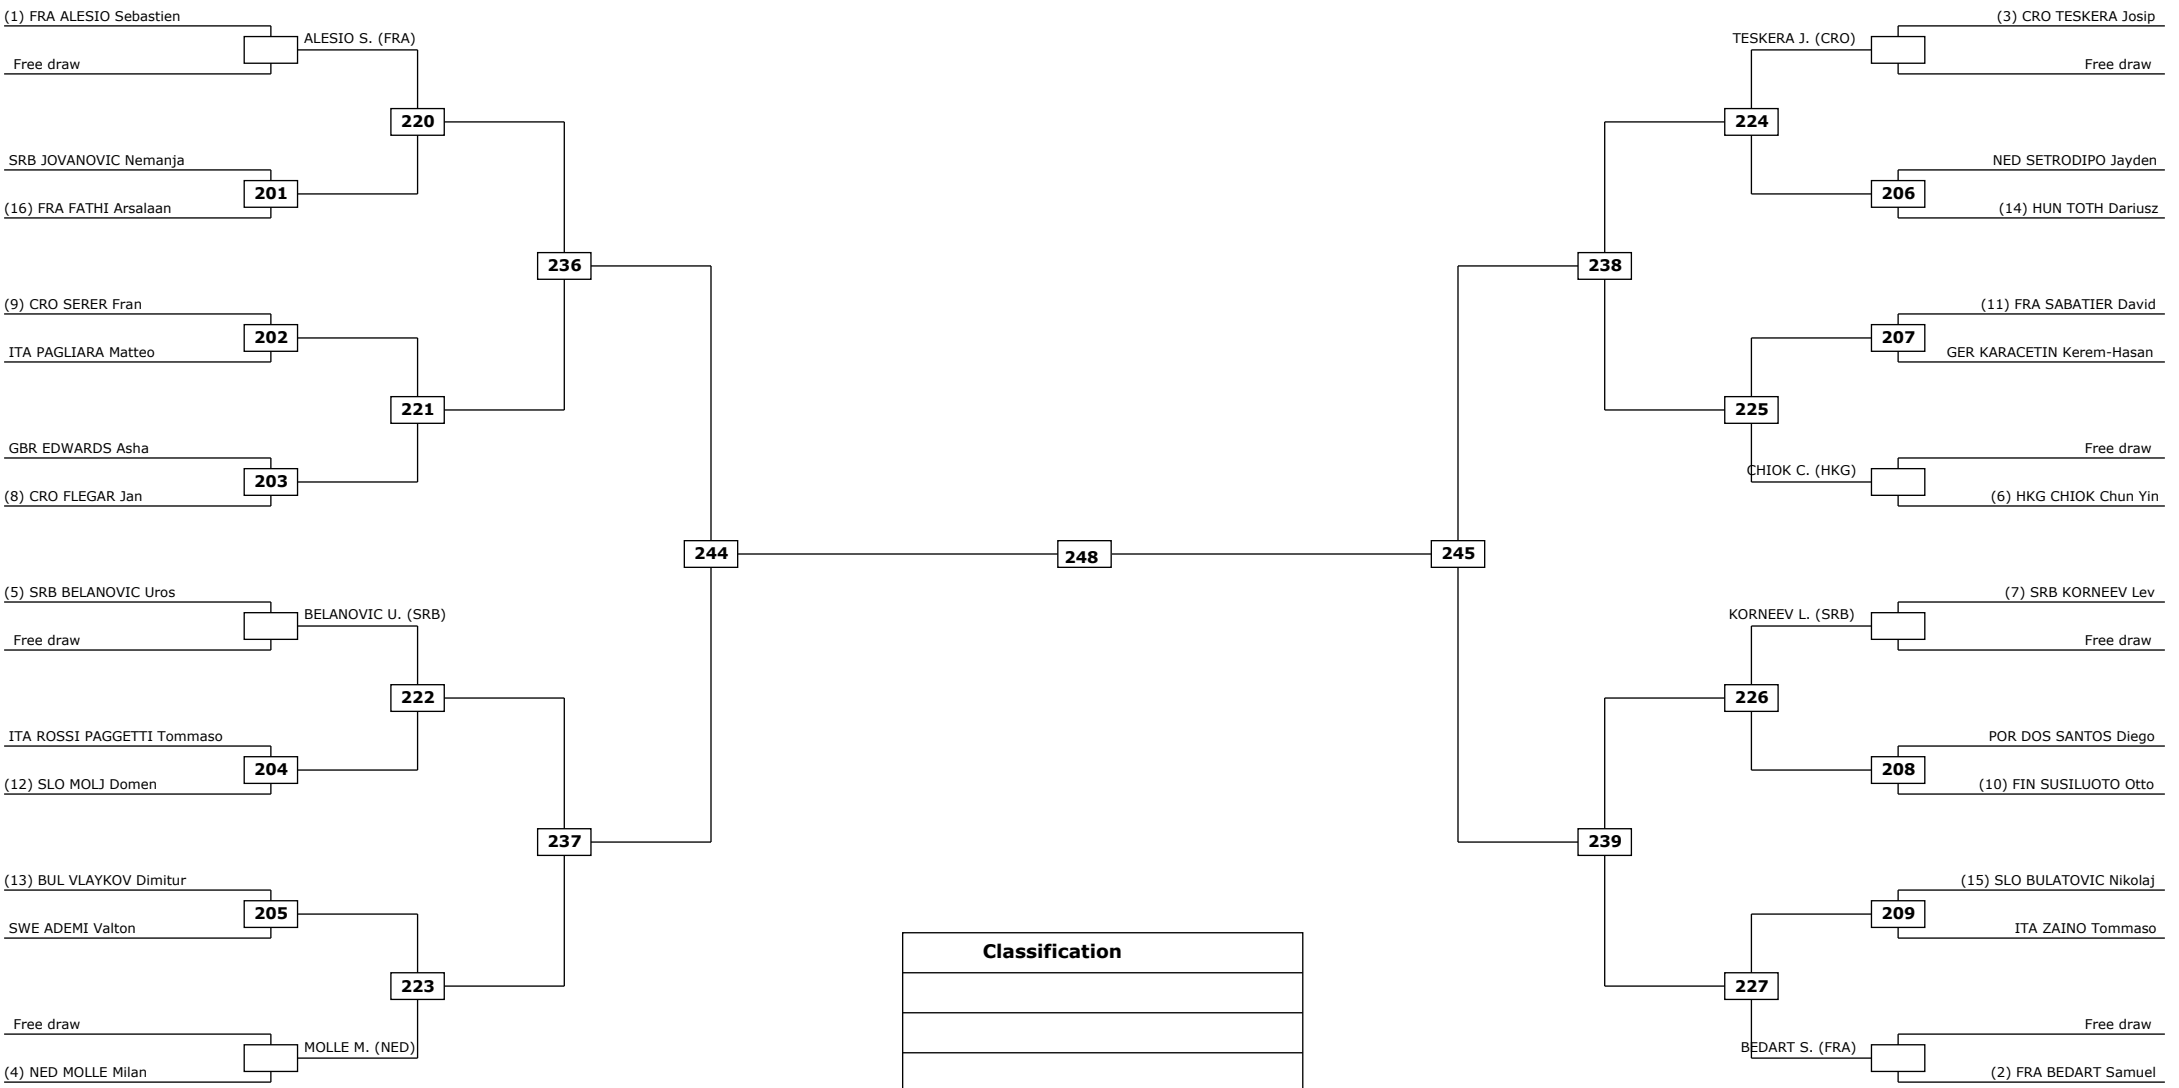 (1) FRA ALESIO Sebastien
ALESIO S. (FRA)
Free draw
220
SRB JOVANOVIC Nemanja
201
(16) FRA FATHI Arsalaan
236
(9) CRO SERER Fran
202
ITA PAGLIARA Matteo
221
GBR EDWARDS Asha
203
(8) CRO FLEGAR Jan
244
(5) SRB BELANOVIC Uros
BELANOVIC U. (SRB)
Free draw
222
ITA ROSSI PAGGETTI Tommaso
204
(12) SLO MOLJ Domen
237
(13) BUL VLAYKOV Dimitur
205
SWE ADEMI Valton
223
Free draw
MOLLE M. (NED)
(4) NED MOLLE Milan
248
Classification
(3) CRO TESKERA Josip
TESKERA J. (CRO)
Free draw
224
NED SETRODIPO Jayden
206
(14) HUN TOTH Dariusz
238
(11) FRA SABATIER David
207
GER KARACETIN Kerem-Hasan
225
Free draw
CHIOK C. (HKG)
(6) HKG CHIOK Chun Yin
245
(7) SRB KORNEEV Lev
KORNEEV L. (SRB)
Free draw
226
POR DOS SANTOS Diego
208
(10) FIN SUSILUOTO Otto
239
(15) SLO BULATOVIC Nikolaj
209
ITA ZAINO Tommaso
227
Free draw
BEDART S. (FRA)
(2) FRA BEDART Samuel